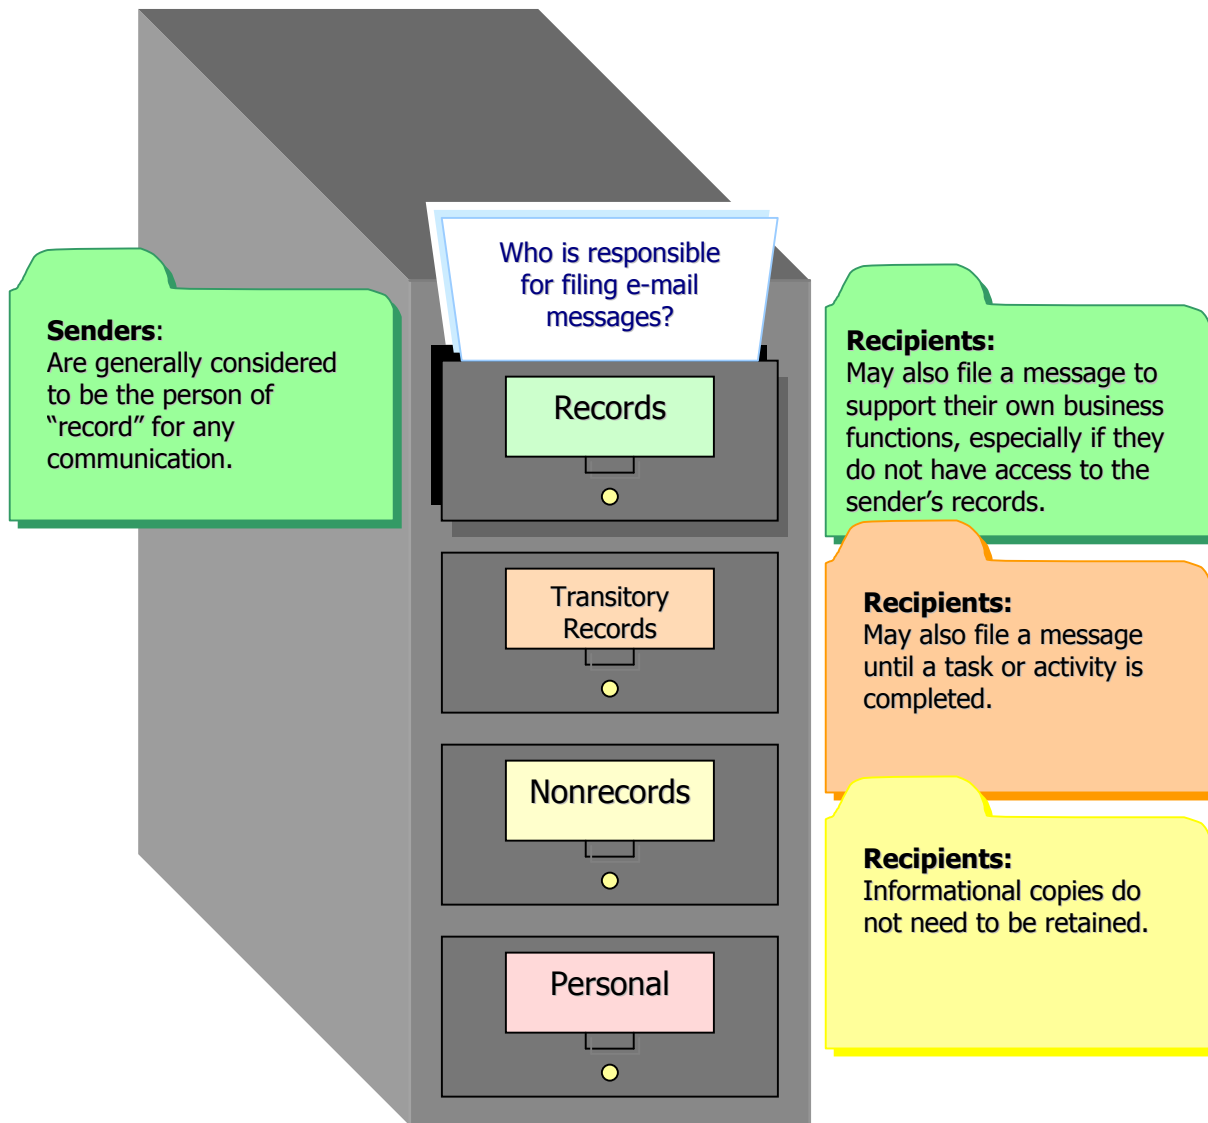 Who is responsible
for filing e-mail
messages?
Senders:
Are generally considered
to be the person of
“record” for any
communication.
Records
Recipients:
May also file a message to
support their own business
functions, especially if they
do not have access to the
sender’s records.
Transitory
Records
Recipients:
May also file a message
until a task or activity is
completed.
Nonrecords
Recipients:
Informational copies do
not need to be retained.
Personal